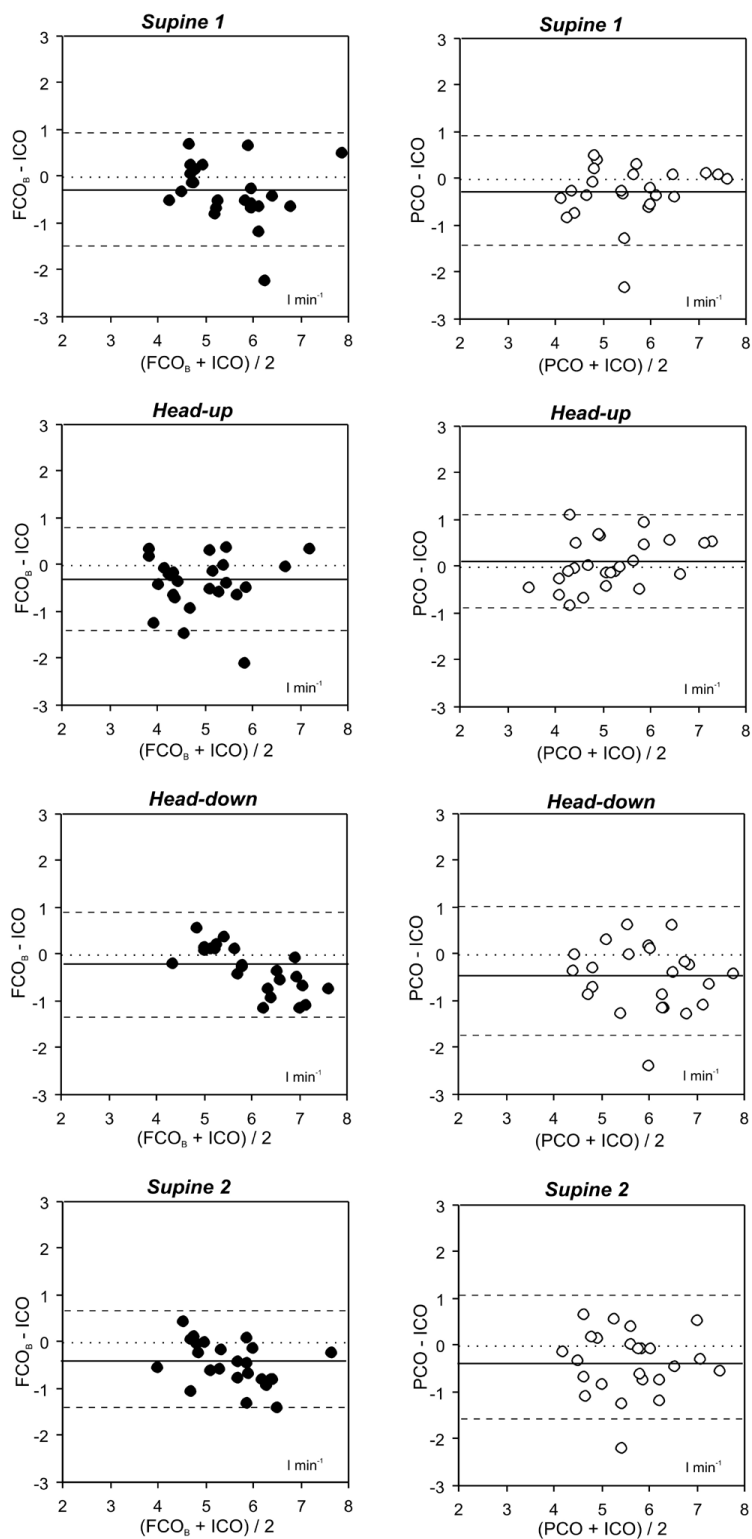 Supine 1
3
2
1
0
-1
-2
-3
FCO_B - ICO
l min⁻¹
2 3 4 5 6 7 8
(FCO_B + ICO) / 2
Supine 1
3
2
1
0
-1
-2
-3
PCO - ICO
l min⁻¹
2 3 4 5 6 7 8
(PCO + ICO) / 2
Head-up
3
2
1
0
-1
-2
-3
FCO_B - ICO
l min⁻¹
2 3 4 5 6 7 8
(FCO_B + ICO) / 2
Head-up
3
2
1
0
-1
-2
-3
PCO - ICO
l min⁻¹
2 3 4 5 6 7 8
(PCO + ICO) / 2
Head-down
3
2
1
0
-1
-2
-3
FCO_B - ICO
l min⁻¹
2 3 4 5 6 7 8
(FCO_B + ICO) / 2
Head-down
3
2
1
0
-1
-2
-3
PCO - ICO
l min⁻¹
2 3 4 5 6 7 8
(PCO + ICO) / 2
Supine 2
3
2
1
0
-1
-2
-3
FCO_B - ICO
l min⁻¹
2 3 4 5 6 7 8
(FCO_B + ICO) / 2
Supine 2
3
2
1
0
-1
-2
-3
PCO - ICO
l min⁻¹
2 3 4 5 6 7 8
(PCO + ICO) / 2